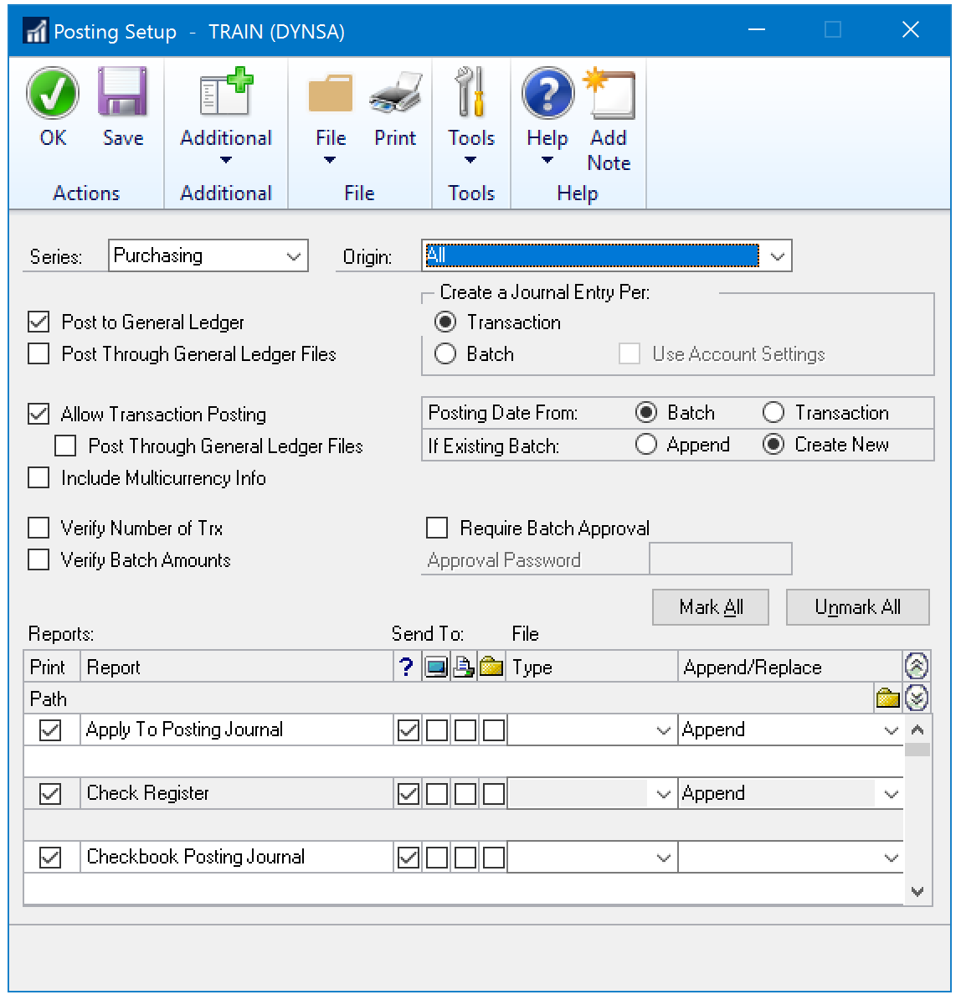 Posting Setup - TRAIN (DYNSA)
OK Save Additional File Print Tools Help Add Note
Actions Additional File Tools Help
Series: Purchasing Origin: All
Create a Journal Entry Per:
Post to General Ledger Transaction
Post Through General Ledger Files Batch Use Account Settings
Allow Transaction Posting Posting Date From: Batch Transaction
Post Through General Ledger Files If Existing Batch: Append Create New
Include Multicurrency Info
Verify Number of Trx Require Batch Approval
Verify Batch Amounts Approval Password
Mark All Unmark All
Reports: Send To: File
Print Report ? Type Append/Replace
Path
Apply To Posting Journal Append
Check Register Append
Checkbook Posting Journal